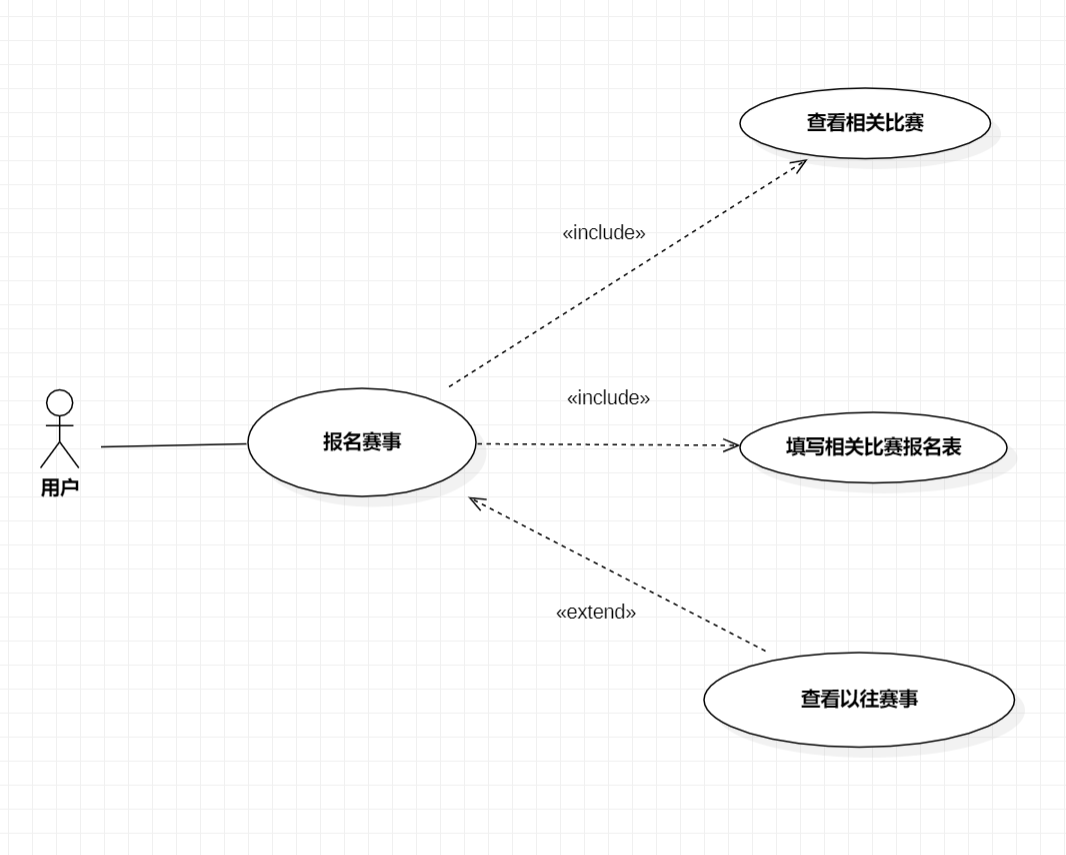 查看相关比赛
«include»
«include»
报名赛事
填写相关比赛报名表
用户
«extend»
查看以往赛事